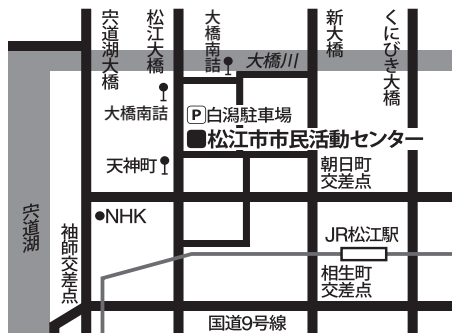 宍道湖大橋
松江大橋
大橋南詰
新大橋
くにびき大橋
大橋川
大橋南詰
P白潟駐車場
松江市市民活動センター
天神町
朝日町
交差点
NHK
宍道湖
袖師交差点
JR松江駅
相生町
交差点
国道9号線